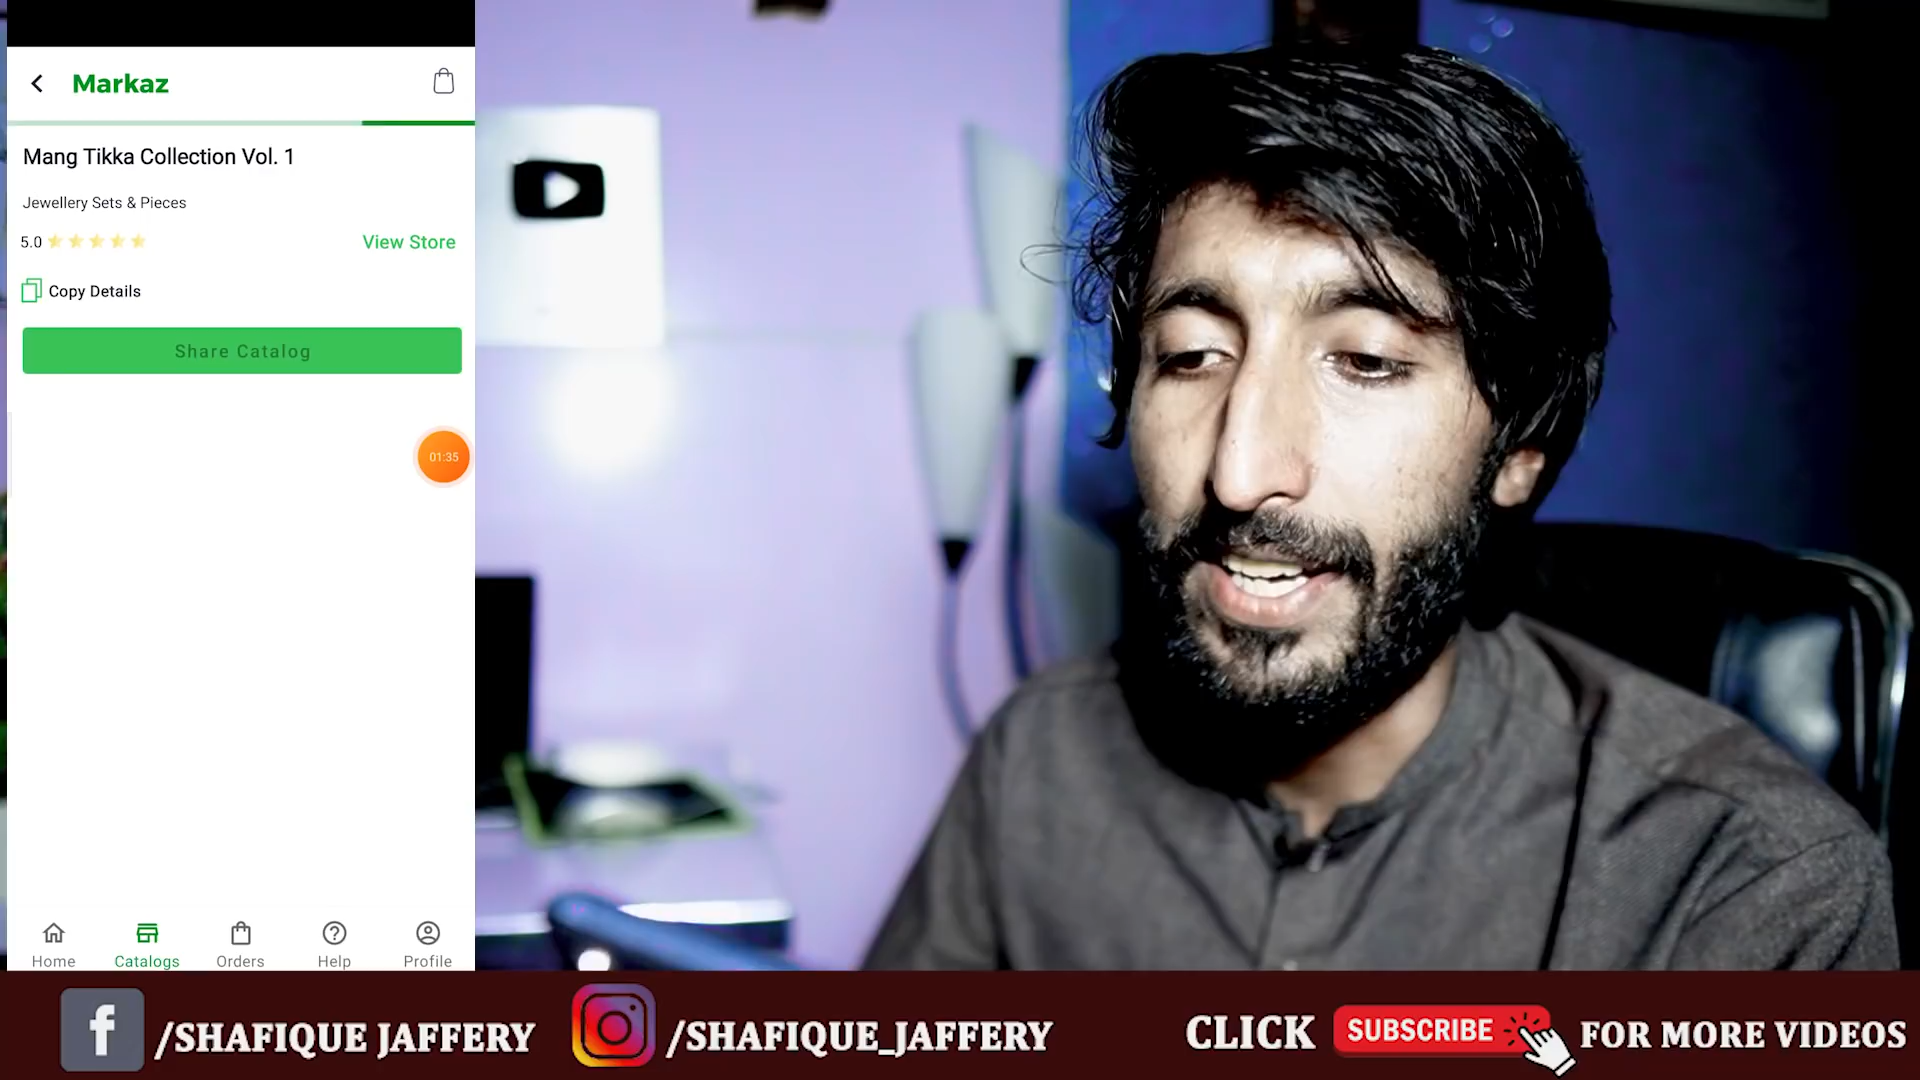 Markaz
Mang Tikka Collection Vol. 1
Jewellery Sets & Pieces
5.0
View Store
Copy Details
Share Catalog
01:35
Home
Catalogs
Orders
Help
Profile
/SHAFIQUE JAFFERY
/SHAFIQUE_JAFFERY
CLICK SUBSCRIBE FOR MORE VIDEOS